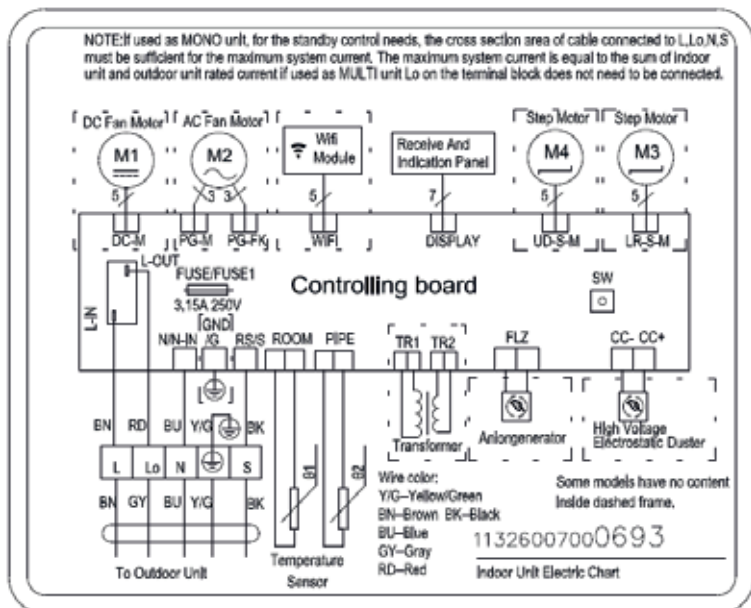 NOTE:If used as MONO unit, for the standby control needs, the cross section area of cable connected to L,Lo,N,S
must be sufficient for the maximum system current. The maximum system current is equal to the sum of indoor
unit and outdoor unit rated current if used as MULTI unit Lo on the terminal block does not need to be connected.
DC Fan Motor AC Fan Motor Step Motor Step Motor
M1 M2 Wifi Module Receive And Indication Panel M4 M3
5 3 3 5 7 5 5
DC-M PG-M PG-FK WIFI DISPLAY UD-S-M LR-S-M
L-OUT
L-IN
FUSE/FUSE1
3,15A 250V
Controlling board
SW
[GND]
N/N-IN /G RS/S ROOM PIPE TR1 TR2 FLZ CC- CC+
BN RD BU Y/G BK
Transformer
Aniongenerator
High Voltage
Electrostatic Duster
L Lo N S
θ1 θ2
BN GY BU Y/G BK
To Outdoor Unit
Temperature
Sensor
Wire color:
Y/G-Yellow/Green
BN-Brown BK-Black
BU-Blue
GY-Gray
RD-Red
Some models have no content
Inside dashed frame.
11326007000693
Indoor Unit Electric Chart